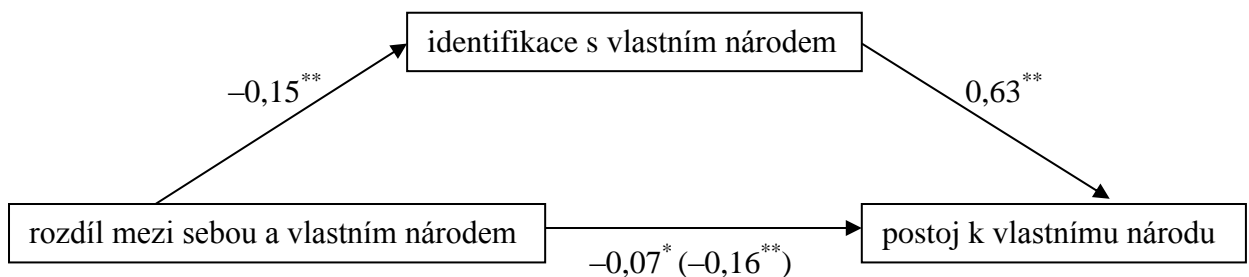 identifikace s vlastním národem
–0,15**
0,63**
rozdíl mezi sebou a vlastním národem
postoj k vlastnímu národu
–0,07* (–0,16**)